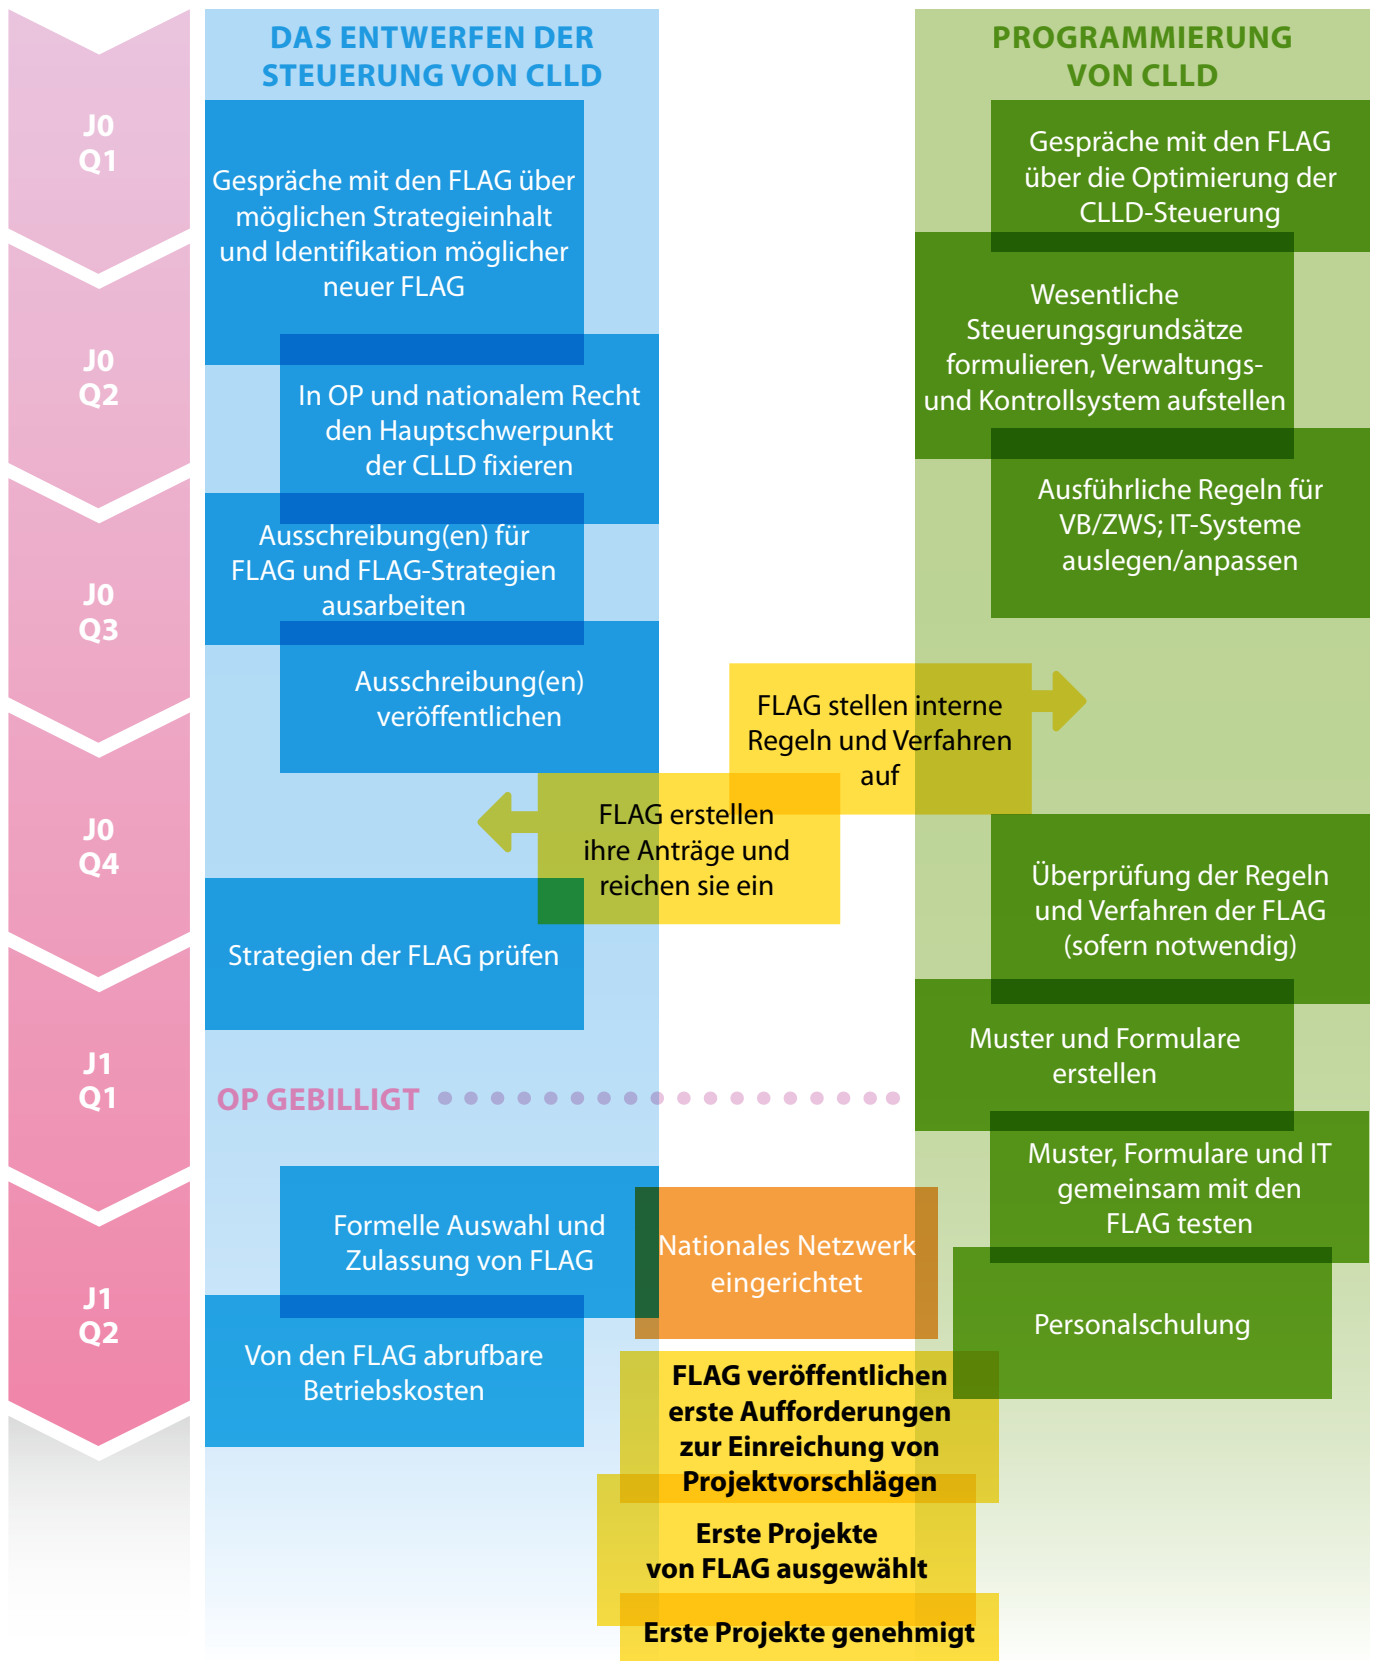 J0
Q1
J0
Q2
J0
Q3
J0
Q4
J1
Q1
J1
Q2
DAS ENTWERFEN DER
STEUERUNG VON CLLD
Gespräche mit den FLAG über
möglichen Strategieinhalt
und Identifikation möglicher
neuer FLAG
In OP und nationalem Recht
den Hauptschwerpunkt
der CLLD fixieren
Ausschreibung(en) für
FLAG und FLAG-Strategien
ausarbeiten
Ausschreibung(en)
veröffentlichen
FLAG erstellen
ihre Anträge und
reichen sie ein
Strategien der FLAG prüfen
OP GEBILLIGT
Formelle Auswahl und
Zulassung von FLAG
Von den FLAG abrufbare
Betriebskosten
PROGRAMMIERUNG
VON CLLD
Gespräche mit den FLAG
über die Optimierung der
CLLD-Steuerung
Wesentliche
Steuerungsgrundsätze
formulieren, Verwaltungs-
und Kontrollsystem aufstellen
Ausführliche Regeln für
VB/ZWS; IT-Systeme
auslegen/anpassen
FLAG stellen interne
Regeln und Verfahren
auf
Überprüfung der Regeln
und Verfahren der FLAG
(sofern notwendig)
Muster und Formulare
erstellen
Muster, Formulare und IT
gemeinsam mit den
FLAG testen
Personalschulung
Nationales Netzwerk
eingerichtet
FLAG veröffentlichen
erste Aufforderungen
zur Einreichung von
Projektvorschlägen
Erste Projekte
von FLAG ausgewählt
Erste Projekte genehmigt